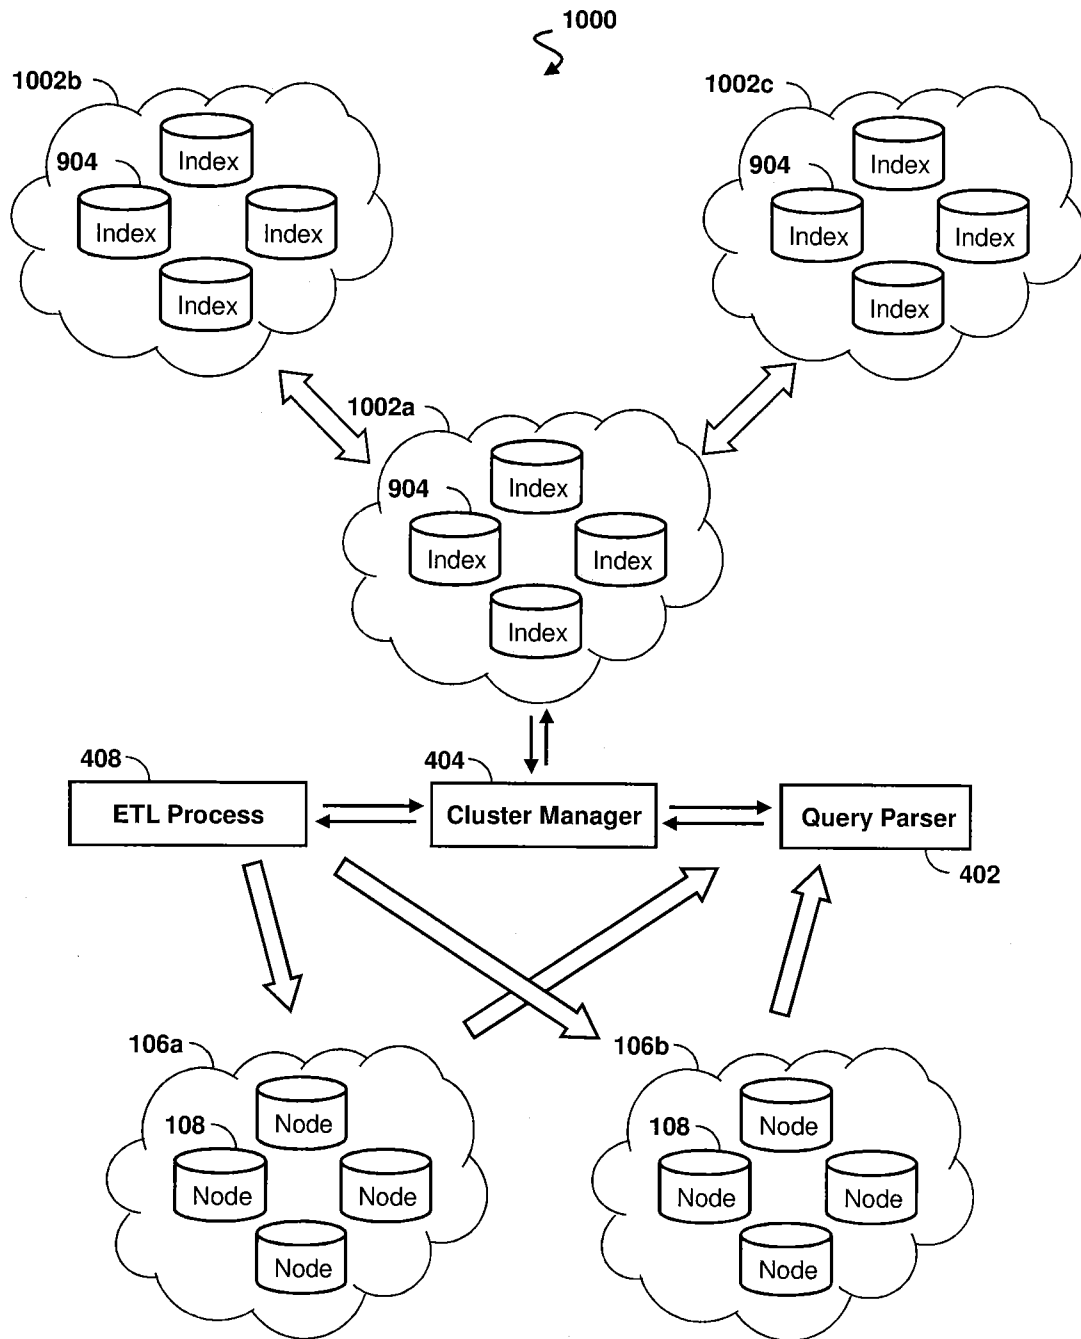 1000
1002b
1002c
Index
904
Index
Index
Index
Index
904
Index
Index
Index
1002a
Index
904
Index
Index
Index
408
404
ETL Process
Cluster Manager
Query Parser
402
106a
106b
Node
108
Node
Node
Node
Node
108
Node
Node
Node